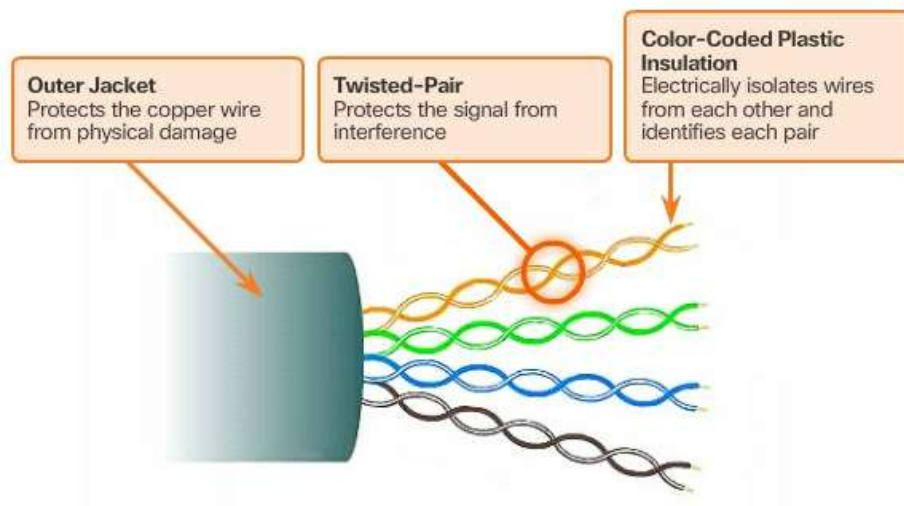 Outer Jacket
Protects the copper wire
from physical damage
Twisted-Pair
Protects the signal from
interference
Color-Coded Plastic
Insulation
Electrically isolates wires
from each other and
identifies each pair